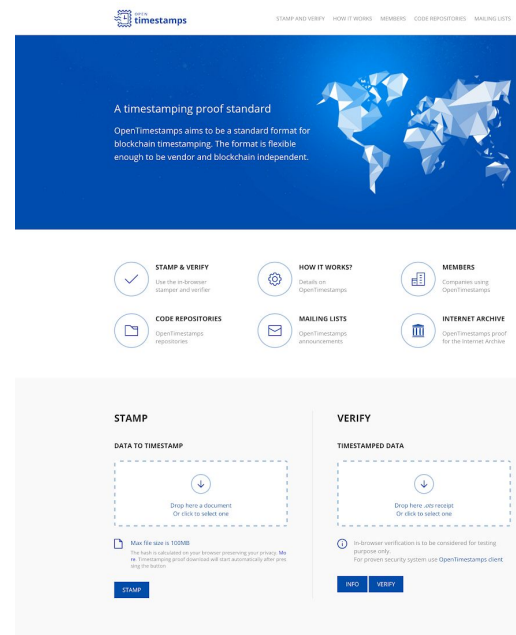 OPEN
timestamps
STAMP AND VERIFY HOW IT WORKS MEMBERS CODE REPOSITORIES MAILING LISTS
A timestamping proof standard
OpenTimestamps aims to be a standard format for
blockchain timestamping. The format is flexible
enough to be vendor and blockchain independent.
STAMP & VERIFY
Use the in-browser
stamper and verifier
HOW IT WORKS?
Details on
OpenTimestamps
MEMBERS
Companies using
OpenTimestamps
CODE REPOSITORIES
OpenTimestamps
repositories
MAILING LISTS
OpenTimestamps
announcements
INTERNET ARCHIVE
OpenTimestamps proof
for the Internet Archive
STAMP
DATA TO TIMESTAMP
Drop here a document
Or click to select one
Max file size is 100MB
The hash is calculated on your browser preserving your privacy. Mo
re. Timestamping proof download will start automatically after pres
sing the button
STAMP
VERIFY
TIMESTAMPED DATA
Drop here .ots receipt
Or click to select one
In-browser verification is to be considered for testing
purpose only.
For proven security system use OpenTimestamps client
INFO VERIFY